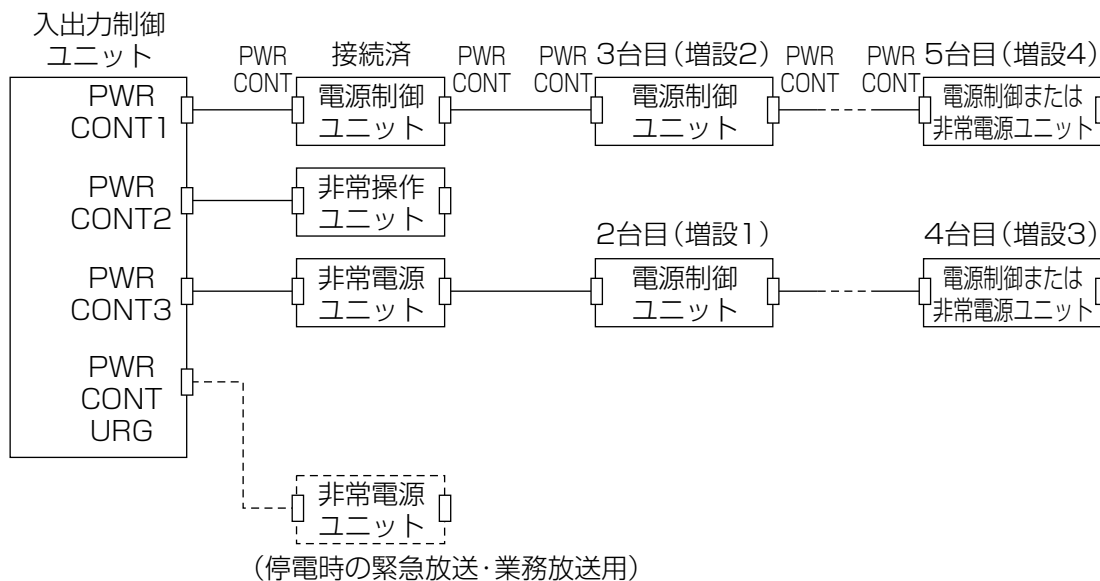 入出力制御
ユニット
PWR
CONT1
PWR
CONT2
PWR
CONT3
PWR
CONT
URG
PWR
CONT
接続済
電源制御
ユニット
PWR
CONT
PWR
CONT
3台目(増設2)
電源制御
ユニット
PWR
CONT
PWR
CONT
5台目(増設4)
電源制御または
非常電源ユニット
非常操作
ユニット
非常電源
ユニット
2台目(増設1)
電源制御
ユニット
4台目(増設3)
電源制御または
非常電源ユニット
非常電源
ユニット
(停電時の緊急放送・業務放送用)